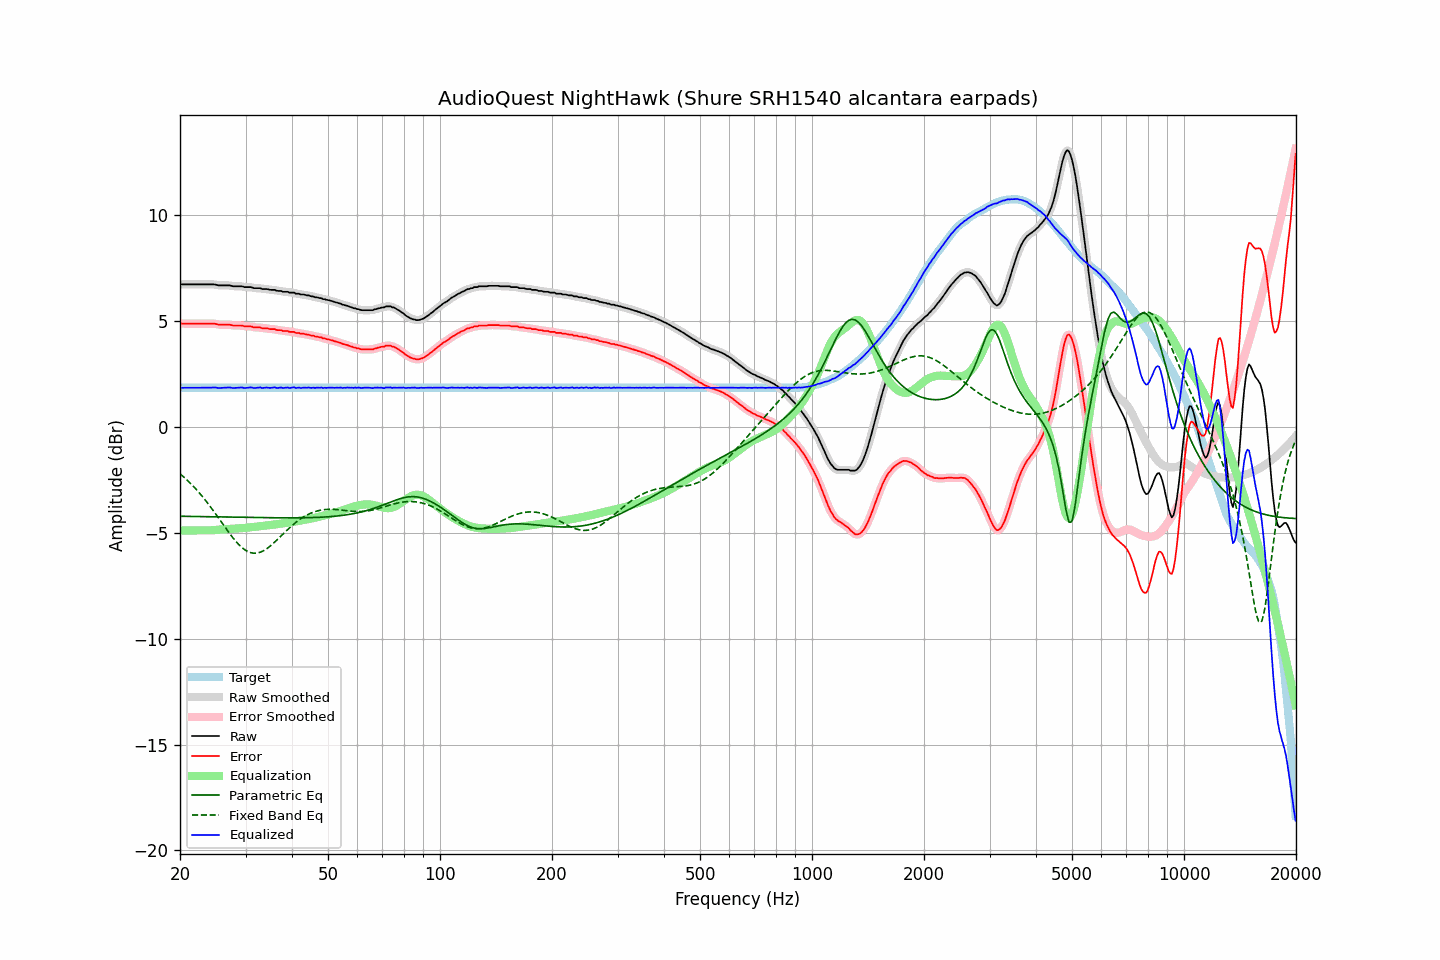 AudioQuest NightHawk (Shure SRH1540 alcantara earpads)
Amplitude (dBr)
10
5
0
−5
−10
−15
−20
Target
Raw Smoothed
Error Smoothed
Raw
Error
Equalization
Parametric Eq
Fixed Band Eq
Equalized
20 50 100 200 500 1000 2000 5000 10000 20000
Frequency (Hz)